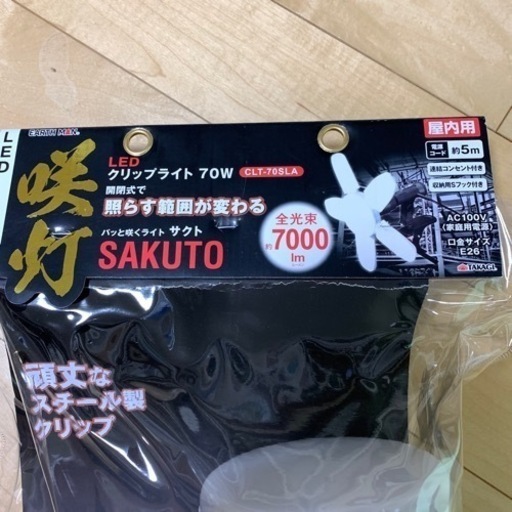 LED
EARTH MAN
咲灯
LED
クリップライト 70W CLT-70SLA
開閉式で
照らす範囲が変わる
パッと咲くライト サクト
SAKUTO
全光束
約7000
lm
屋内用
電源コード 約5m
連結コンセント付き
収納用Sフック付き
AC100V
(家庭用電源)
口金サイズ
E26
TAKAGI
頑丈な
スチール製
クリップ